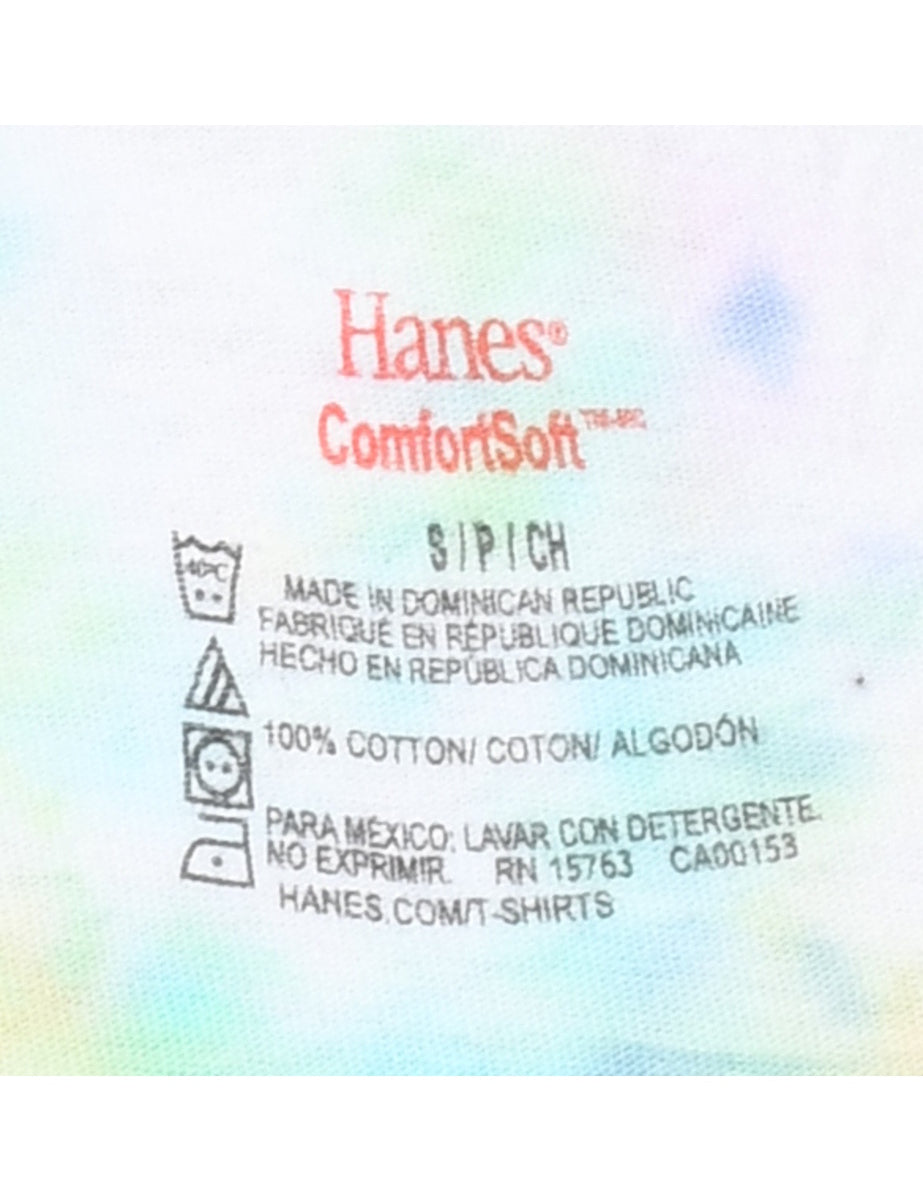 Hanes®
ComfortSoft
S | P | CH
40°C
MADE IN DOMINICAN REPUBLIC
FABRIQUÉ EN RÉPUBLIQUE DOMINICAINE
HECHO EN REPÚBLICA DOMINICANA
100% COTTON/ COTON/ ALGODÓN
PARA MÉXICO: LAVAR CON DETERGENTE.
NO EXPRIMIR. RN 15763 CA00153
HANES.COM/T-SHIRTS